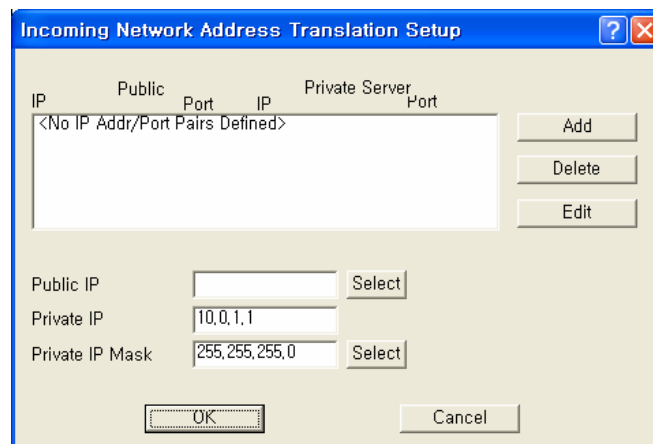 Incoming Network Address Translation Setup
Public Private Server
IP Port IP Port
<No IP Addr/Port Pairs Defined>
Add
Delete
Edit
Public IP Select
Private IP 10,0,1,1
Private IP Mask 255,255,255,0 Select
OK Cancel